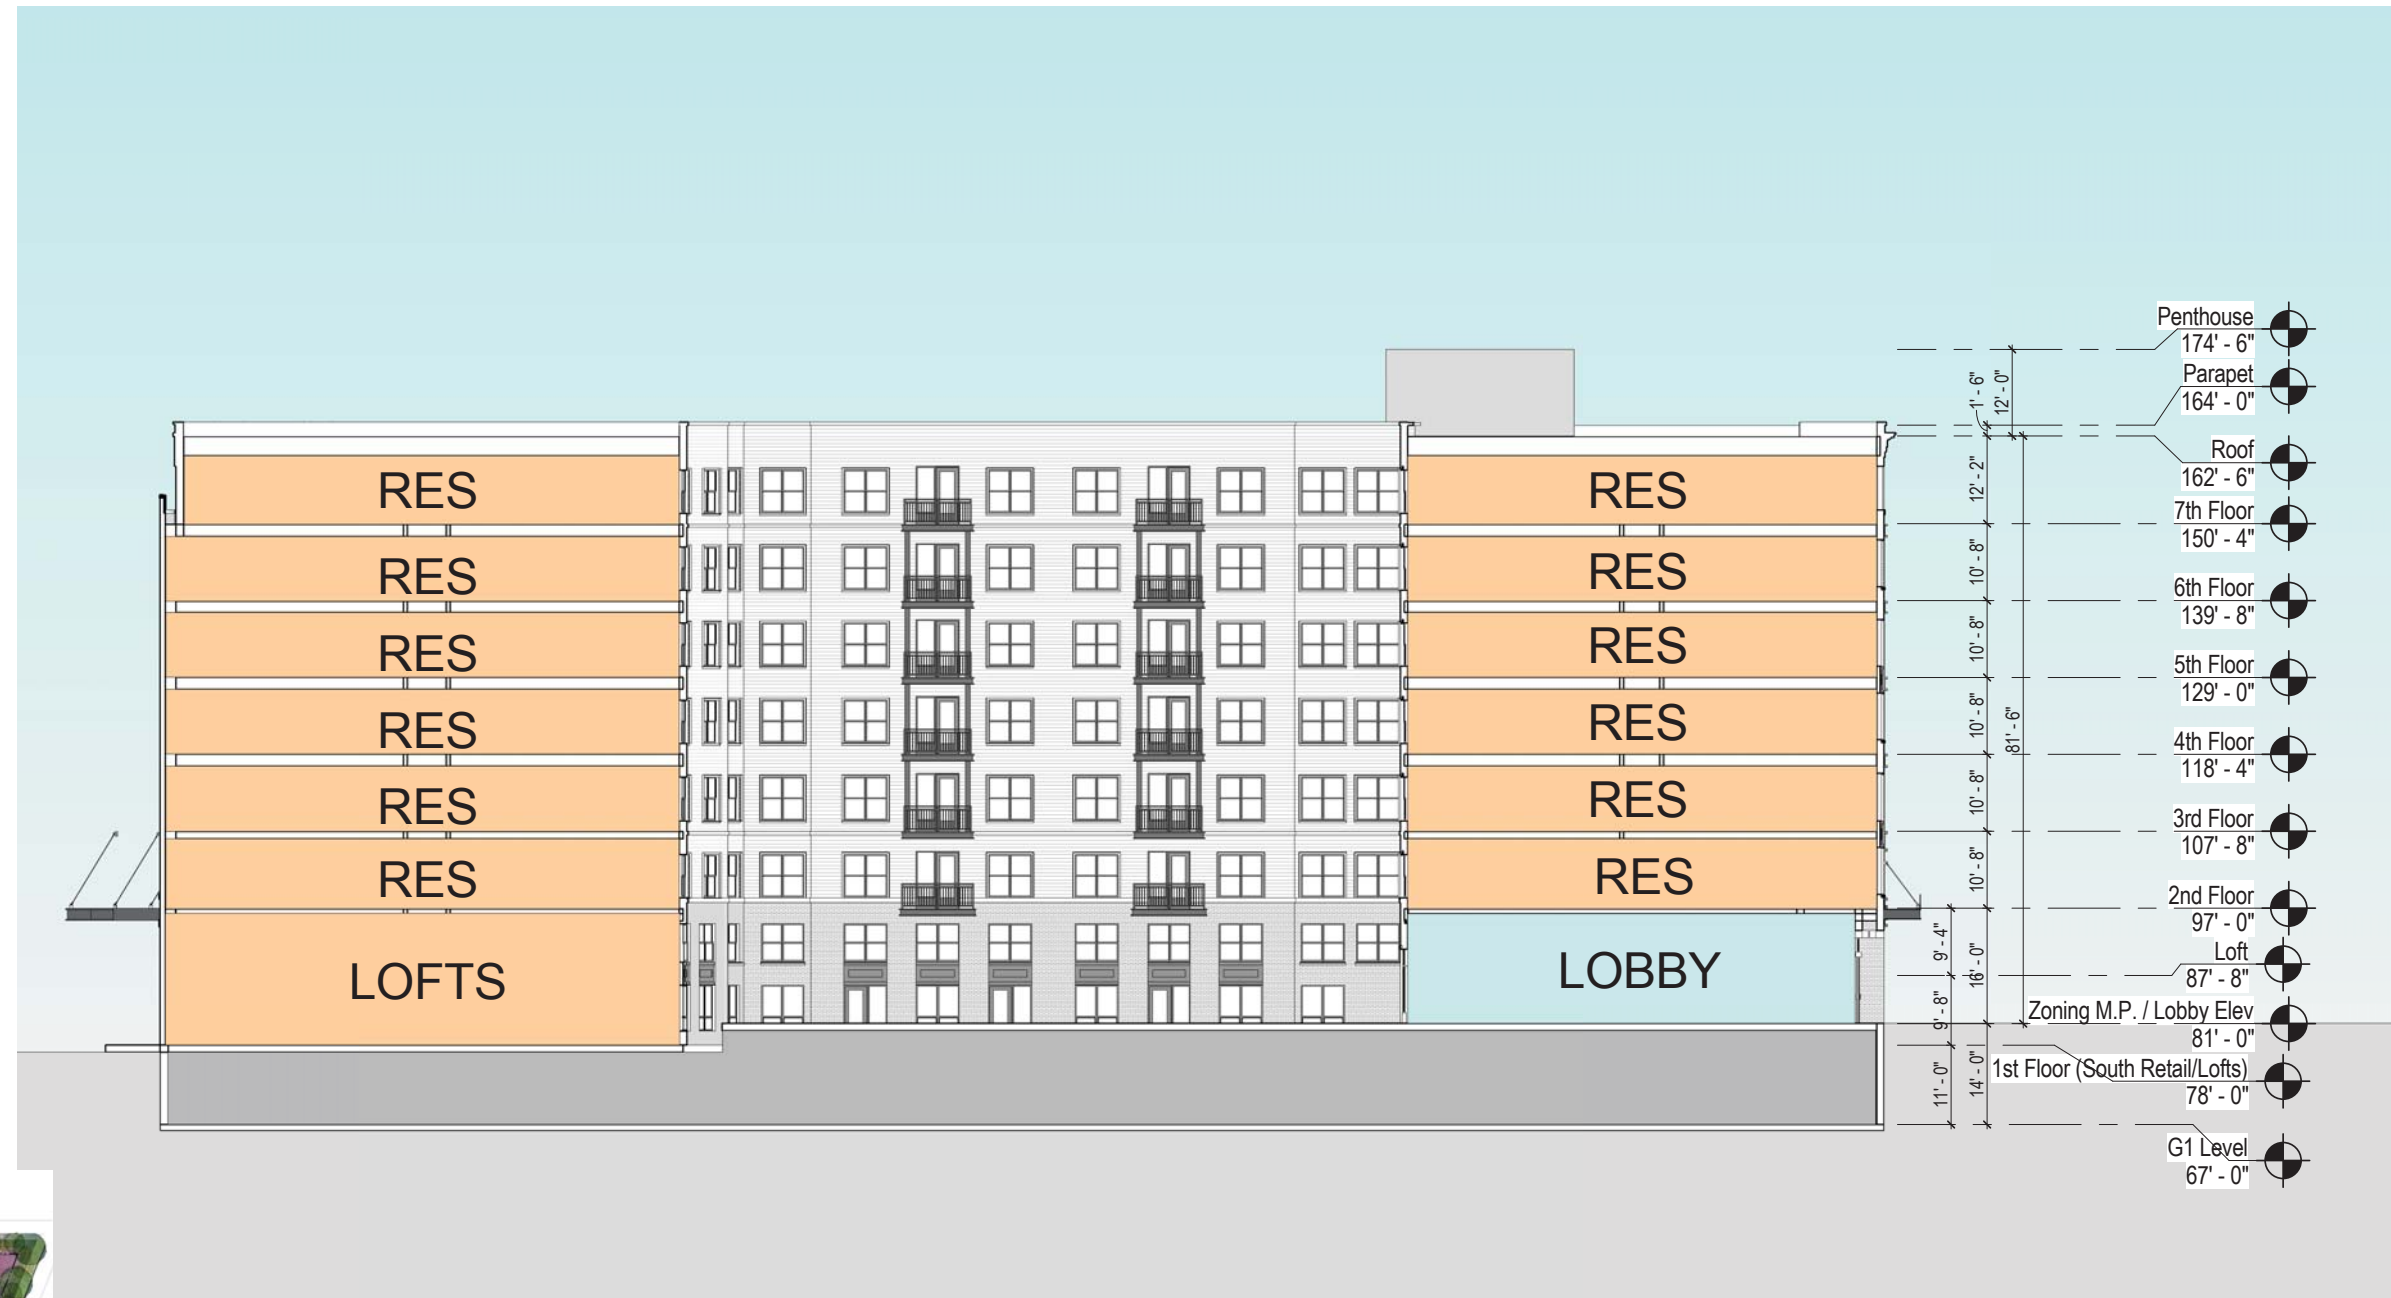 Penthouse
174' - 6"
Parapet
164' - 0"
1' - 6"
12' - 0"
Roof
162' - 6"
12' - 2"
RES
RES
7th Floor
150' - 4"
10' - 8"
RES
RES
6th Floor
139' - 8"
10' - 8"
RES
RES
5th Floor
129' - 0"
10' - 8"
81' - 6"
RES
RES
4th Floor
118' - 4"
10' - 8"
RES
RES
3rd Floor
107' - 8"
10' - 8"
RES
RES
2nd Floor
97' - 0"
9' - 4"
16' - 0"
LOFTS
LOBBY
Loft
87' - 8"
9' - 8"
Zoning M.P. / Lobby Elev
81' - 0"
1st Floor (South Retail/Lofts)
78' - 0"
11' - 0"
14' - 0"
G1 Level
67' - 0"